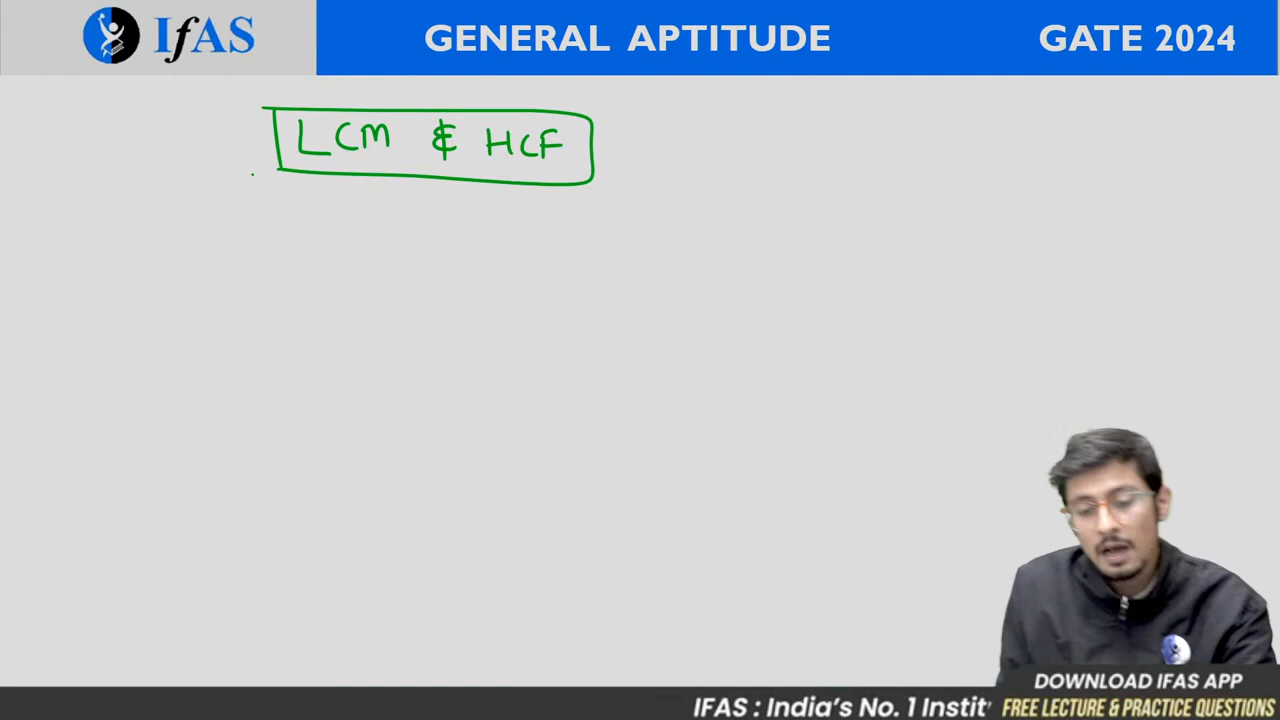 IfAS
GENERAL APTITUDE
GATE 2024
LCM & HCF
DOWNLOAD IFAS APP
IFAS : India's No. 1 Instit
FREE LECTURE & PRACTICE QUESTIONS